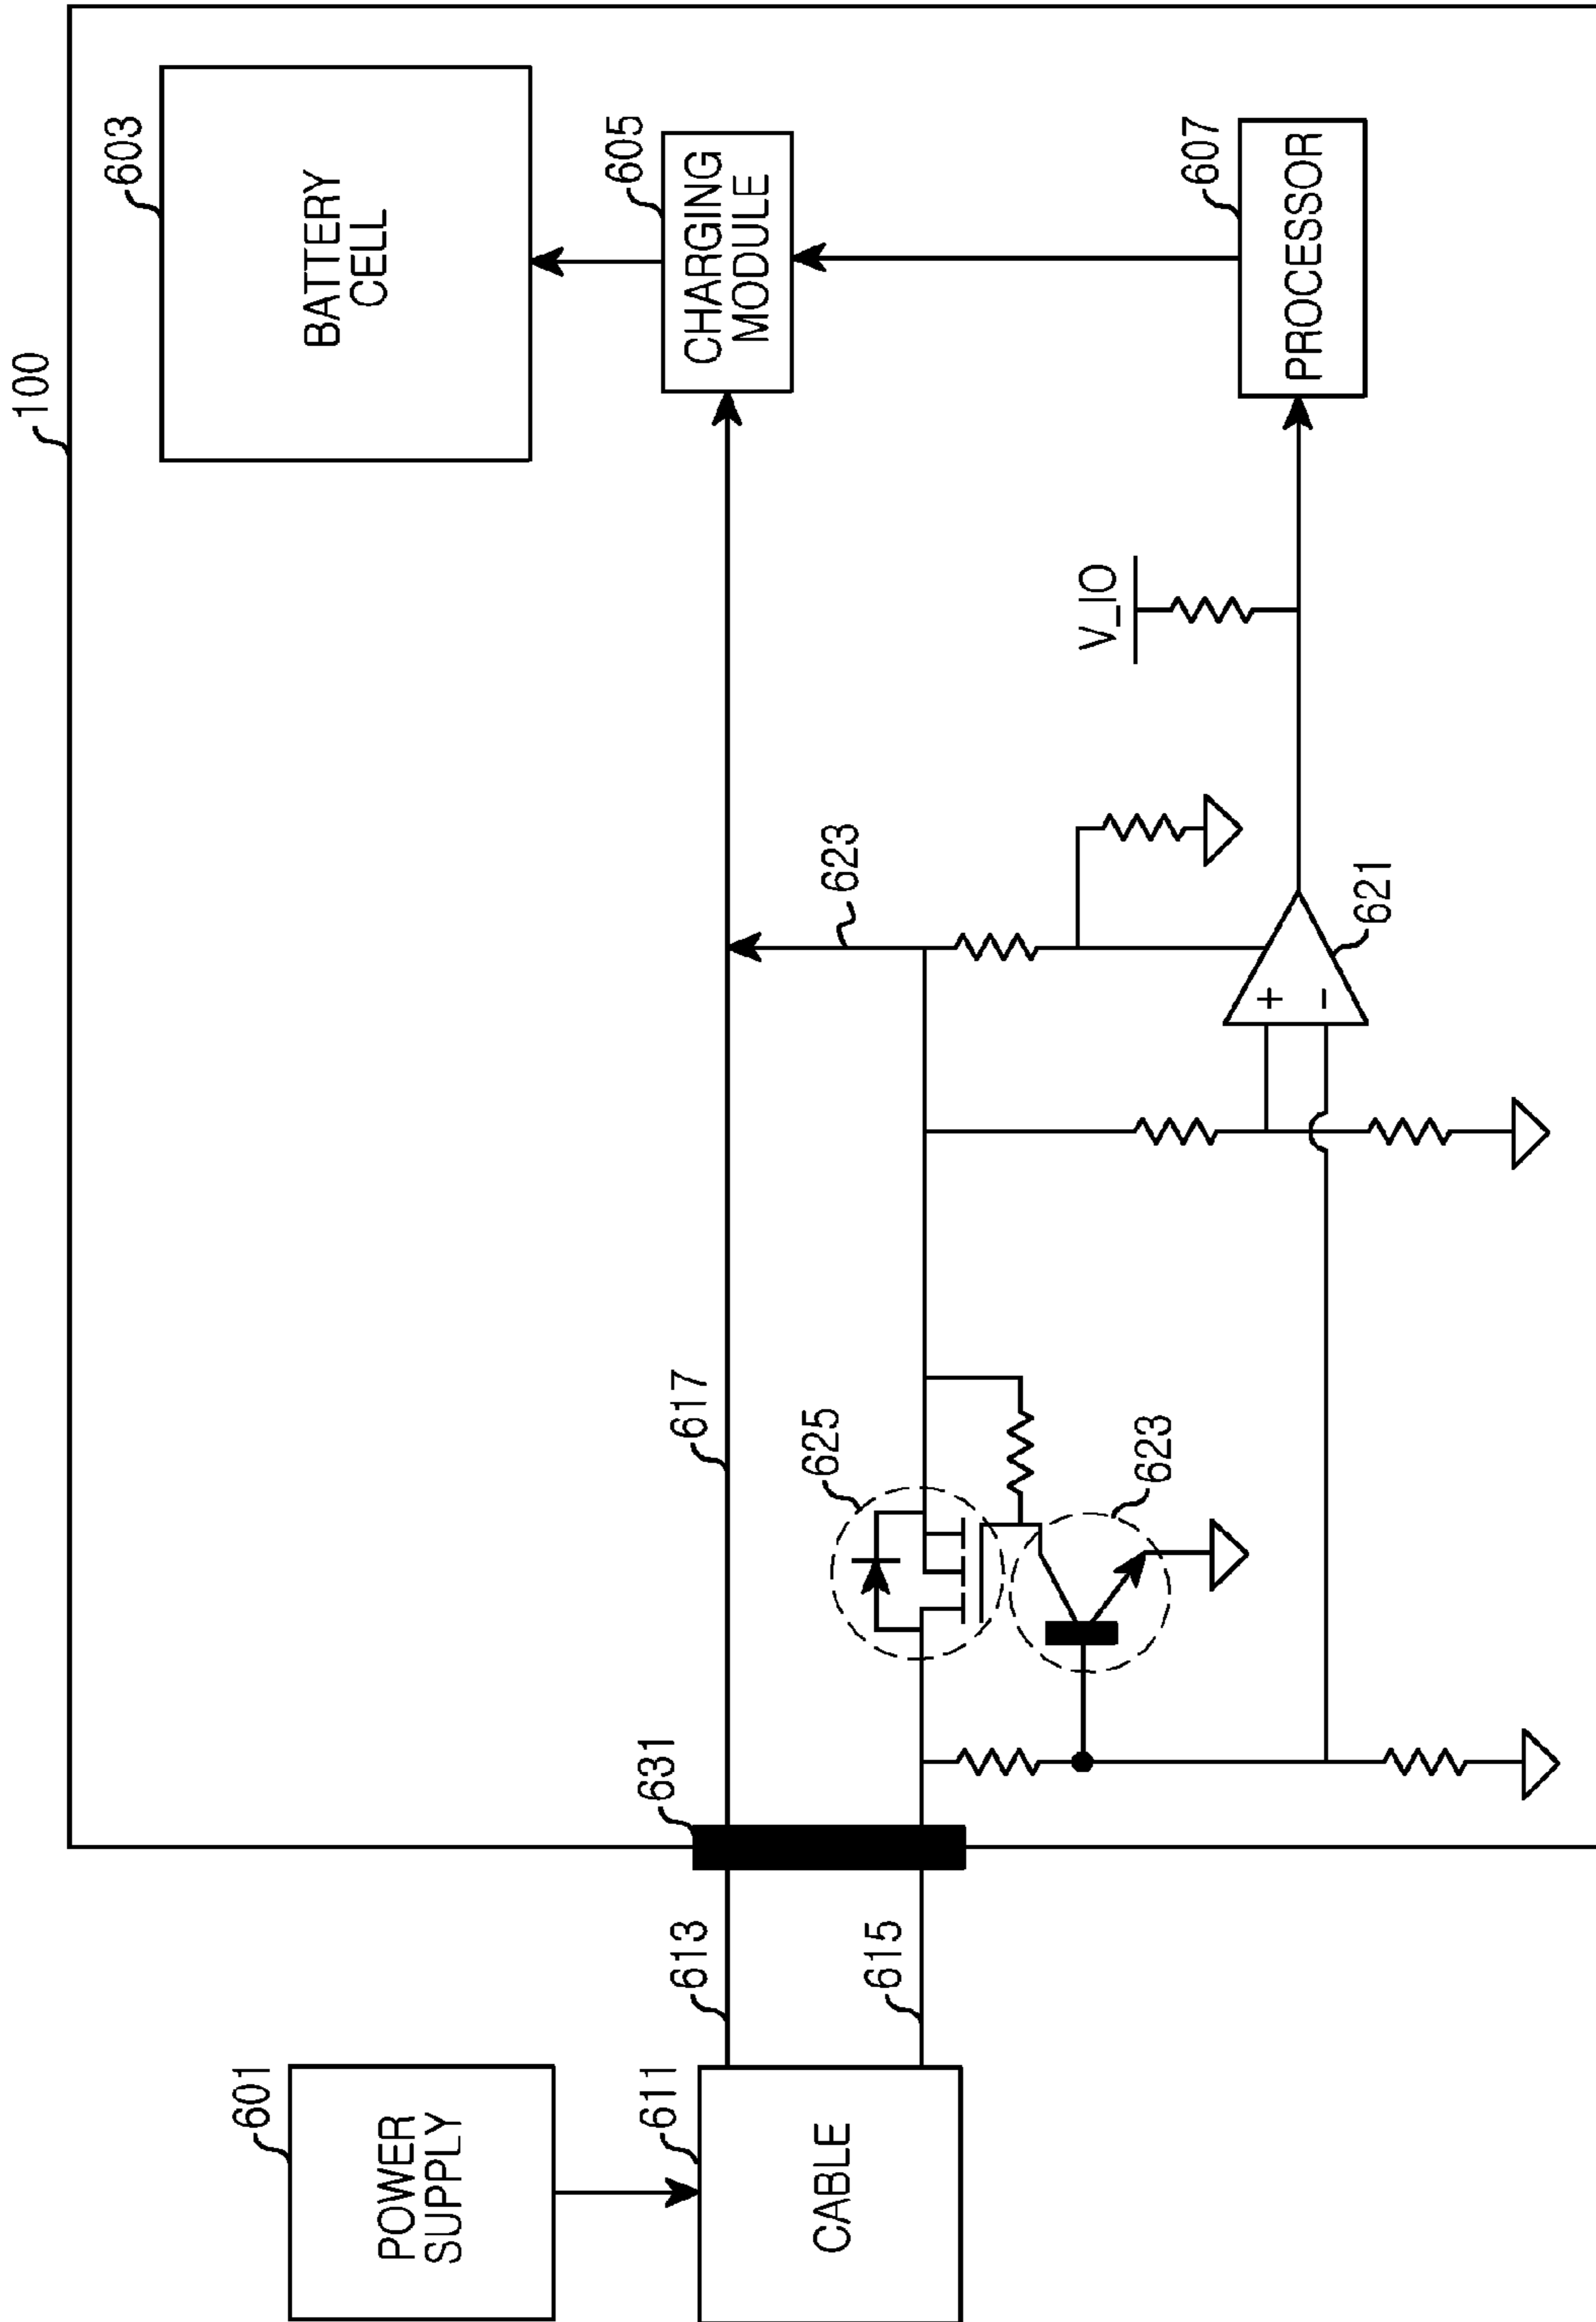 100
603
BATTERY
CELL
605
CHARGING
MODULE
607
PROCESSOR
V_IO
623
621
+
-
617
625
623
631
613
615
601
POWER
SUPPLY
611
CABLE